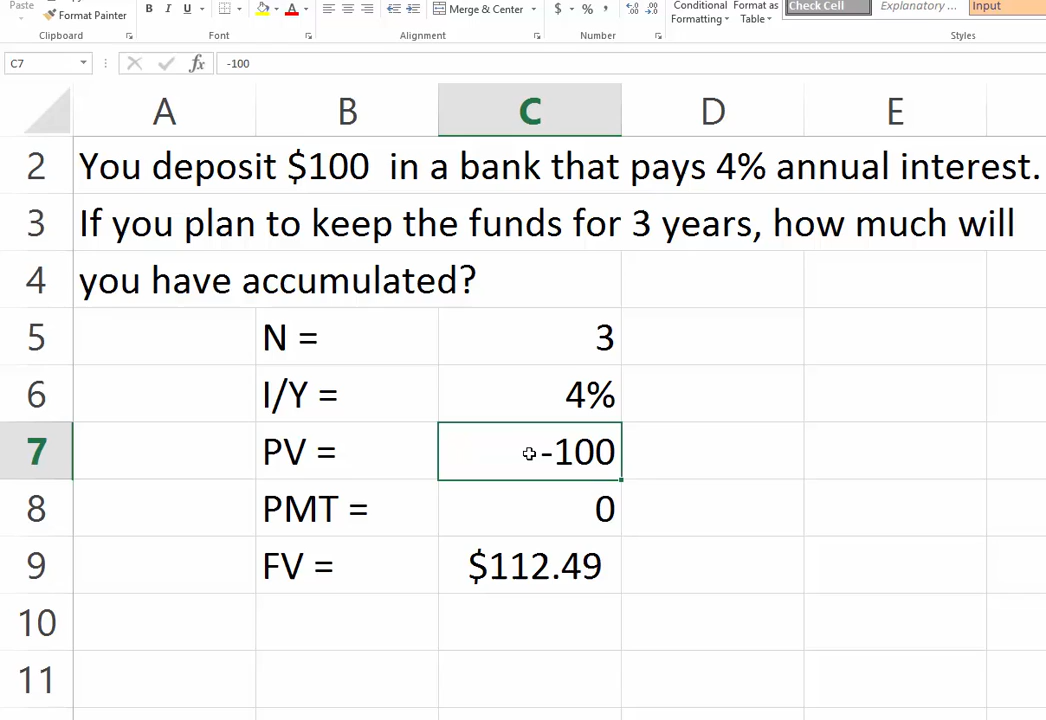 Paste
Format Painter
B I U
Merge & Center
$ % ,
Conditional Formatting
Format as Table
Check Cell
Explanatory ...
Input
Clipboard
Font
Alignment
Number
Styles
C7
fx
-100
A B C D E
2 You deposit $100 in a bank that pays 4% annual interest.
3 If you plan to keep the funds for 3 years, how much will
4 you have accumulated?
5 N = 3
6 I/Y = 4%
7 PV = -100
8 PMT = 0
9 FV = $112.49
10
11